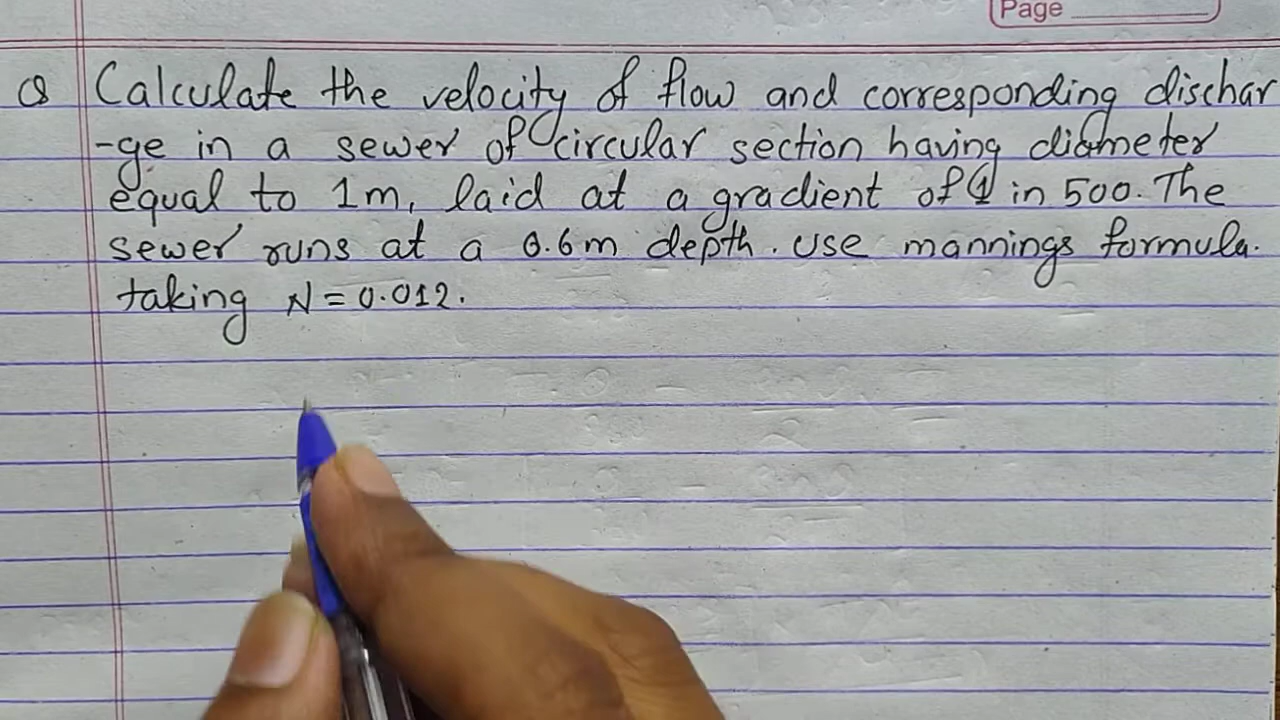 Page
Q Calculate the velocity of flow and corresponding dischar
-ge in a sewer of circular section having diameter
equal to 1m, laid at a gradient of 1 in 500. The
sewer runs at a 0.6m depth. Use mannings formula.
taking N = 0.012.